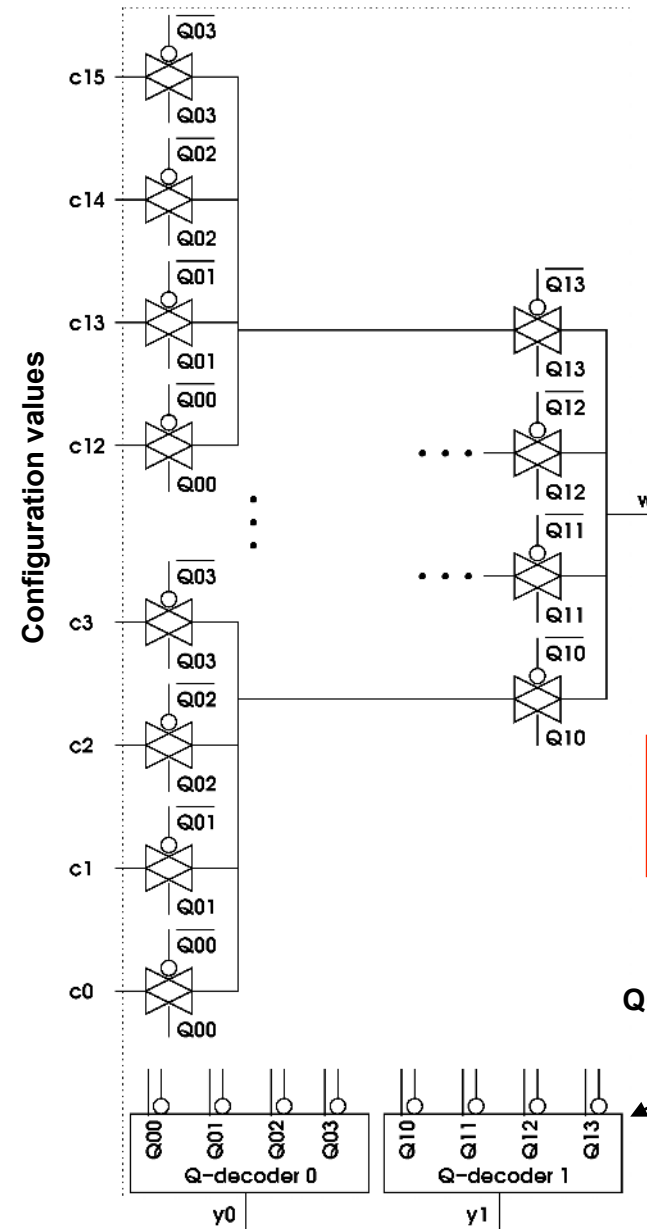 Q03
c15
Q03
Q02
c14
Q02
Q01
c13
Q01
Q13
Q13
Q00
c12
Q00
Q12
Q12
w
Q11
Q11
Configuration values
Q03
c3
Q03
Q10
Q10
Q02
c2
Q02
Q01
c1
Q01
Q00
c0
Q00
Q
Q00 Q01 Q02 Q03 Q10 Q11 Q12 Q13
Q-decoder 0 Q-decoder 1
y0 y1